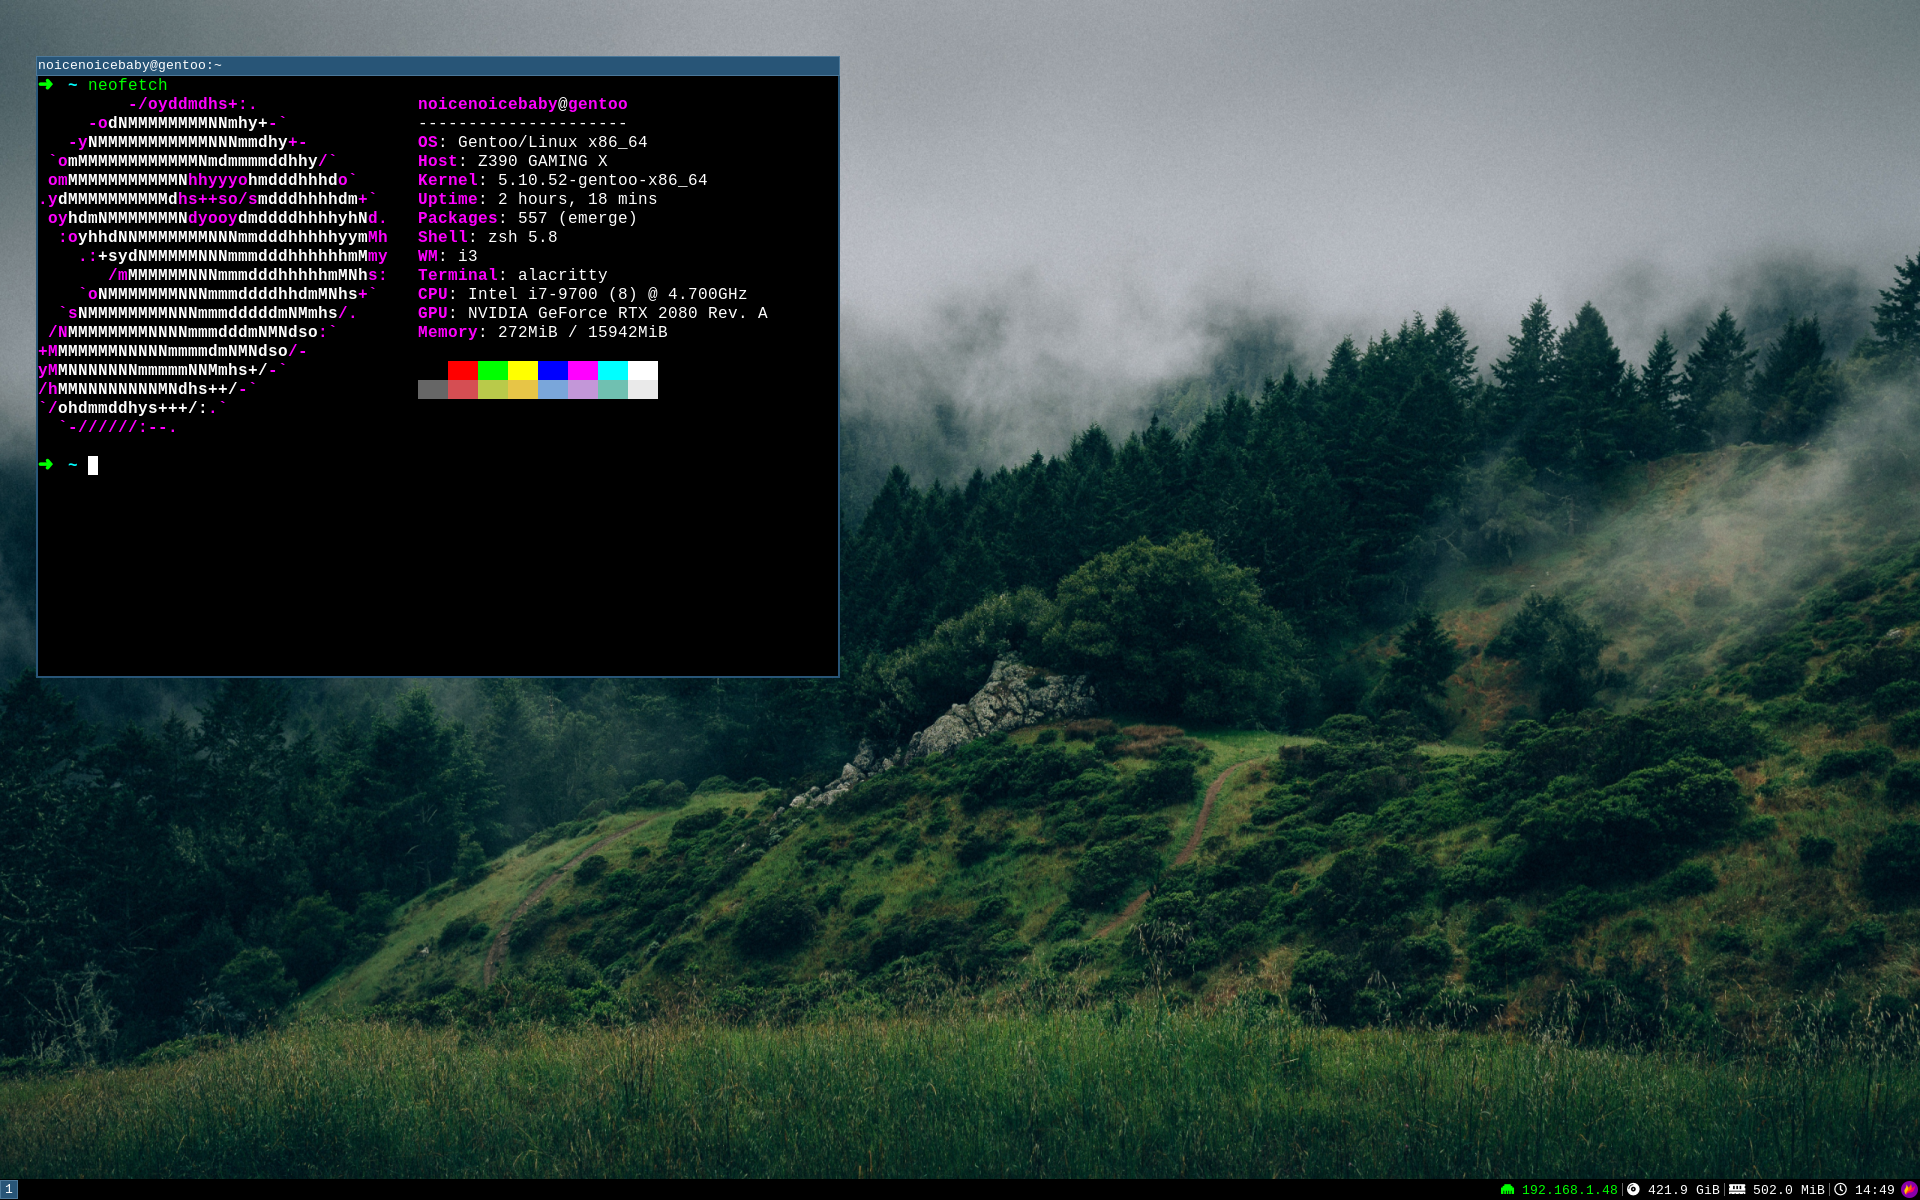 noicenoicebaby@gentoo:~
➜ ~ neofetch
-/oyddmdhs+:.
-odNMMMMMMMMNNmhy+-`
-yNMMMMMMMMMMMNNNmmdhy+-
`omMMMMMMMMMMMMNmdmmmmddhhy/`
omMMMMMMMMMMMNhhyyyohmdddhhhdo`
.ydMMMMMMMMMMdhs++so/smdddhhhhdm+`
oyhdmNMMMMMMMNdyooydmddddhhhhyhNd.
:oyhhdNNMMMMMMMNNNmmdddhhhhhyymMh
.:+sydNMMMMMNNNmmmdddhhhhhhmMmy
/mMMMMMMNNNmmmdddhhhhhmMNhs:
`oNMMMMMMMNNNmmmddddhhdmMNhs+`
`sNMMMMMMMMNNNmmmdddddmNMmhs/.
/NMMMMMMMMNNNNmmmdddmNMNdso:`
+MMMMMMMNNNNNmmmmdmNMNdso/-
yMMNNNNNNNmmmmmNNMmhs+/-`
/hMMNNNNNNNNMNdhs++/-`
`/ohdmmddhys+++/:.`
`-//////:--.
noicenoicebaby@gentoo
---------------------
OS: Gentoo/Linux x86_64
Host: Z390 GAMING X
Kernel: 5.10.52-gentoo-x86_64
Uptime: 2 hours, 18 mins
Packages: 557 (emerge)
Shell: zsh 5.8
WM: i3
Terminal: alacritty
CPU: Intel i7-9700 (8) @ 4.700GHz
GPU: NVIDIA GeForce RTX 2080 Rev. A
Memory: 272MiB / 15942MiB
➜ ~
1
192.168.1.48 | 421.9 GiB | 502.0 MiB | 14:49